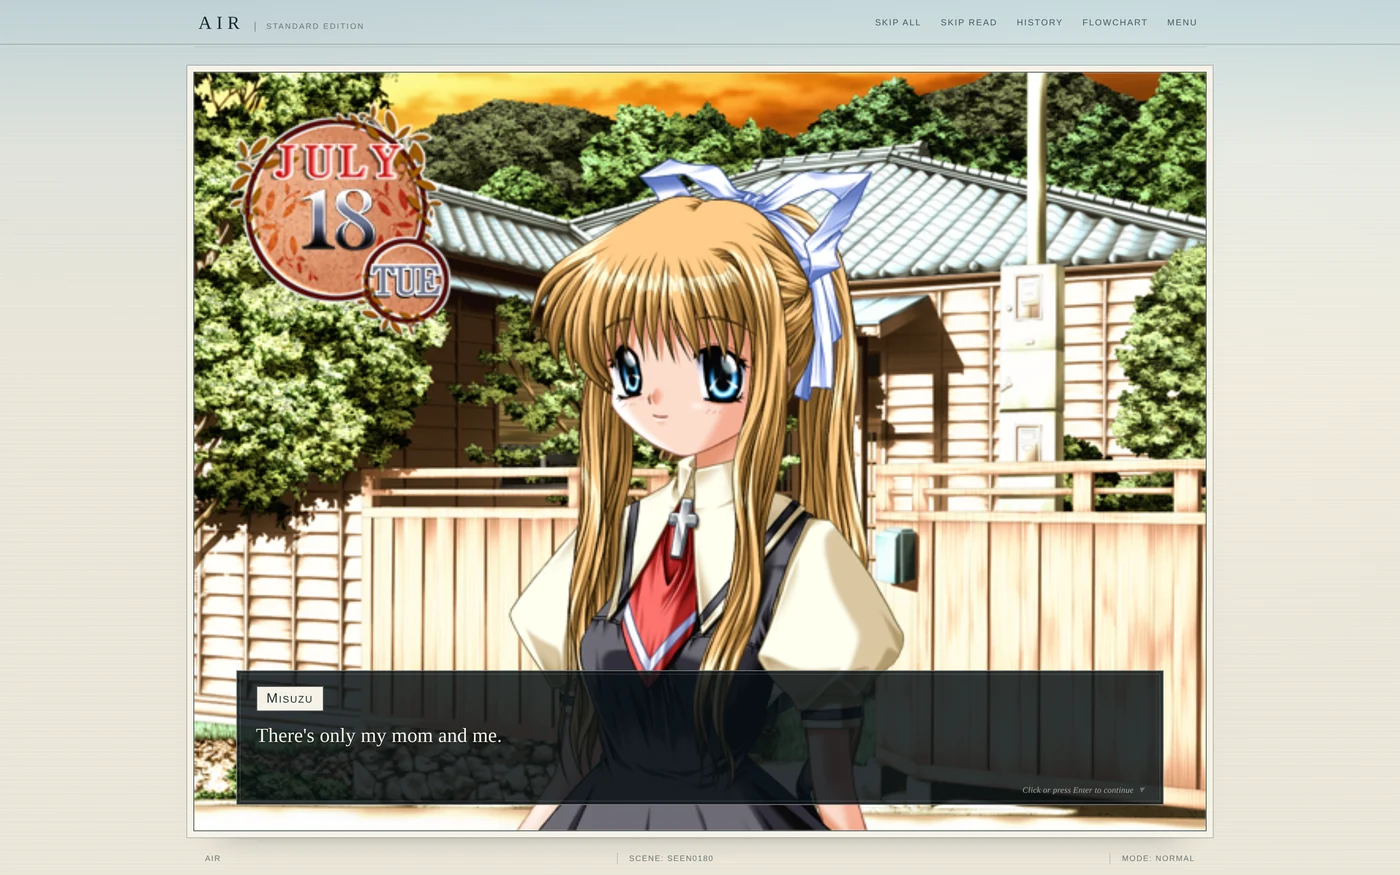 AIR | STANDARD EDITION
SKIP ALL SKIP READ HISTORY FLOWCHART MENU
JULY
18
TUE
Misuzu
There's only my mom and me.
Click or press Enter to continue ▼
AIR
SCENE: SEEN0180
MODE: NORMAL